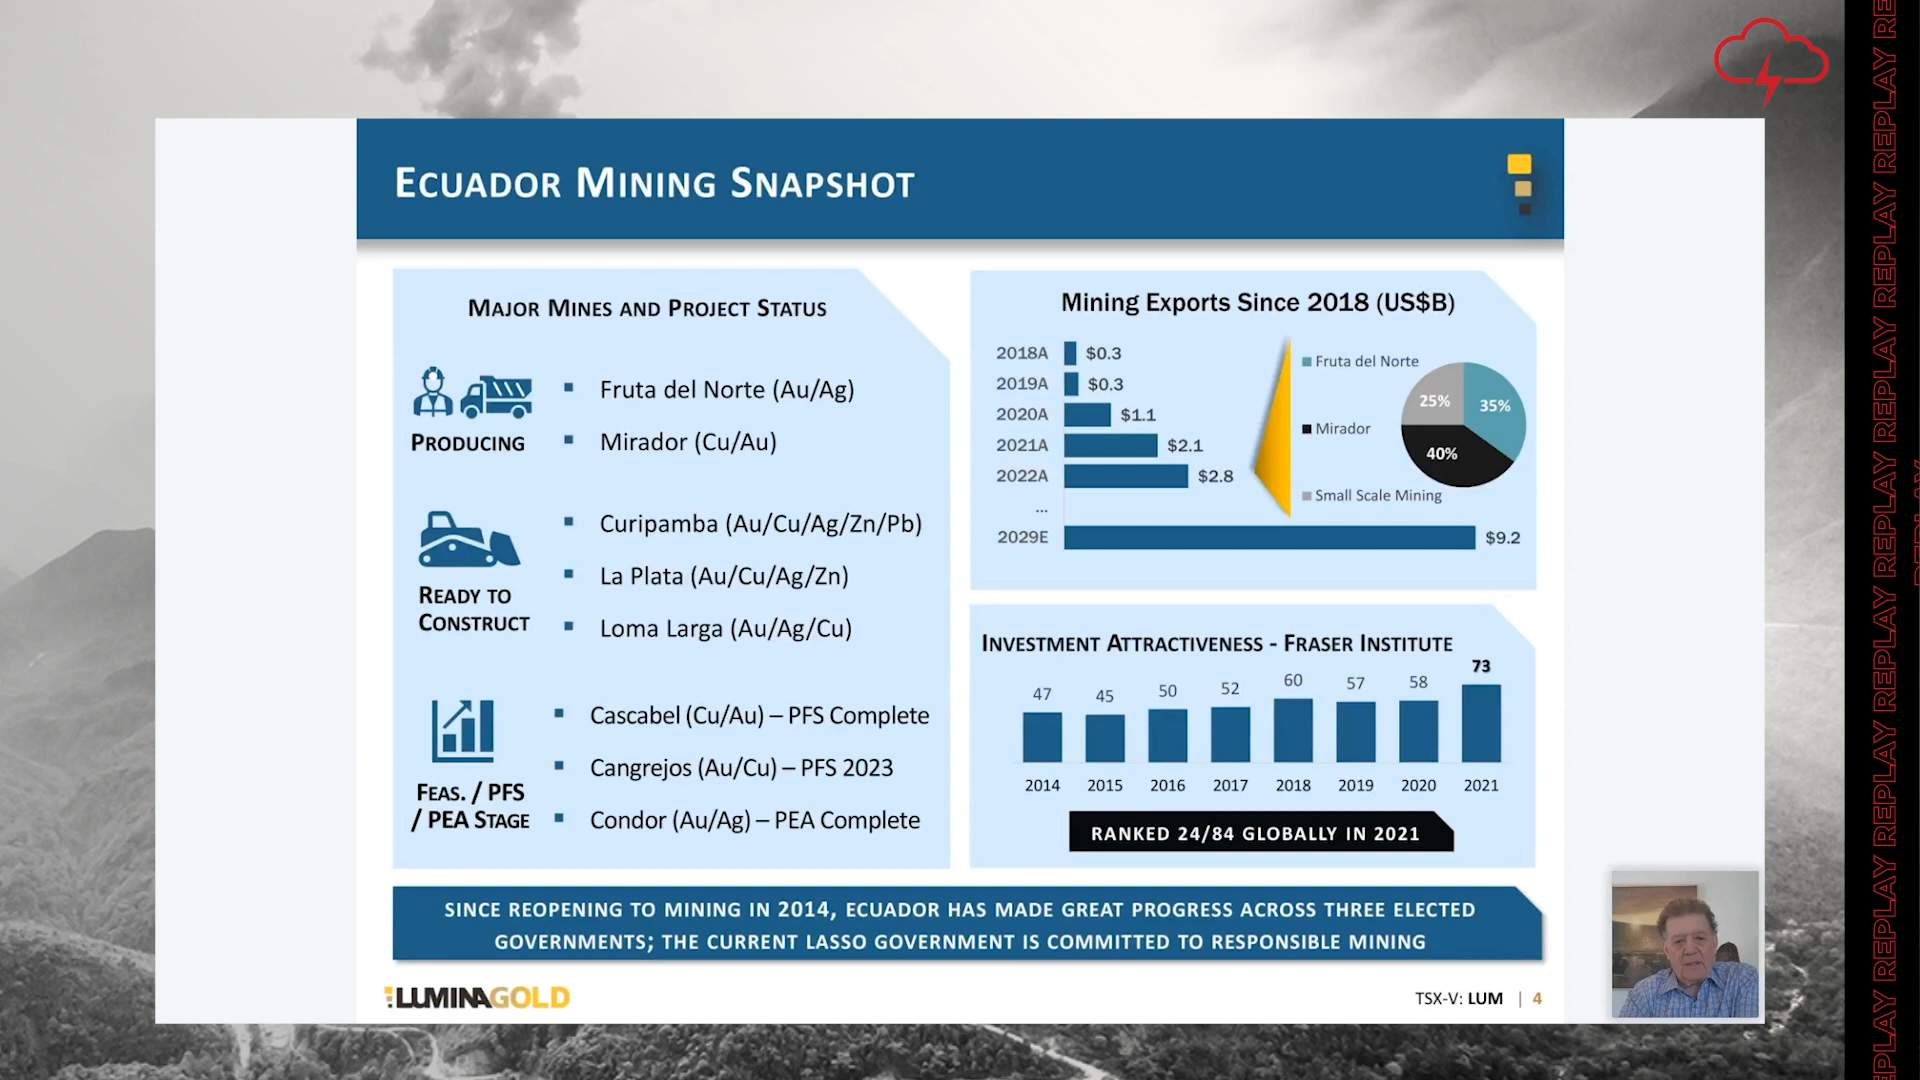 ECUADOR MINING SNAPSHOT
MAJOR MINES AND PROJECT STATUS
PRODUCING
Fruta del Norte (Au/Ag)
Mirador (Cu/Au)
READY TO
CONSTRUCT
Curipamba (Au/Cu/Ag/Zn/Pb)
La Plata (Au/Cu/Ag/Zn)
Loma Larga (Au/Ag/Cu)
FEAS. / PFS
/ PEA STAGE
Cascabel (Cu/Au) – PFS Complete
Cangrejos (Au/Cu) – PFS 2023
Condor (Au/Ag) – PEA Complete
Mining Exports Since 2018 (US$B)
2018A $0.3
2019A $0.3
2020A $1.1
2021A $2.1
2022A $2.8
...
2029E $9.2
Fruta del Norte
Mirador
Small Scale Mining
25% 35%
40%
INVESTMENT ATTRACTIVENESS - FRASER INSTITUTE
47 45 50 52 60 57 58 73
2014 2015 2016 2017 2018 2019 2020 2021
RANKED 24/84 GLOBALLY IN 2021
SINCE REOPENING TO MINING IN 2014, ECUADOR HAS MADE GREAT PROGRESS ACROSS THREE ELECTED
GOVERNMENTS; THE CURRENT LASSO GOVERNMENT IS COMMITTED TO RESPONSIBLE MINING
LUMINAGOLD
TSX-V: LUM | 4
REPLAY REPLAY REPLAY REPLAY REPLAY REPLAY REPLAY REPLAY REPLAY REPLAY REPLAY